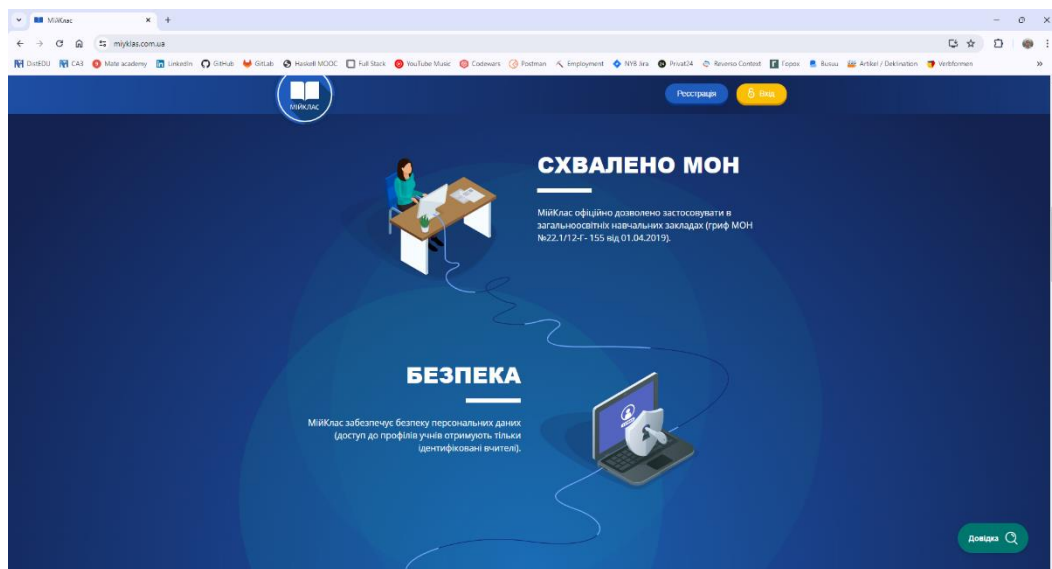 МійКлас
miyklas.com.ua
DistEDU CA3 Mate academy LinkedIn GitHub GitLab Haskell MOOC Full Stack YouTube Music Codewars Postman Employment NYB Jira Privat24 Reverso Context Горох Busuu Artikel / Deklination Verbformen
МІЙКЛАС
Реєстрація
Вхід
СХВАЛЕНО МОН
МійКлас офіційно дозволено застосовувати в
загальноосвітніх навчальних закладах (гриф МОН
№22.1/12-Г- 155 від 01.04.2019).
БЕЗПЕКА
МійКлас забезпечує безпеку персональних даних
(доступ до профілів учнів отримують тільки
ідентифіковані вчителі).
Довідка